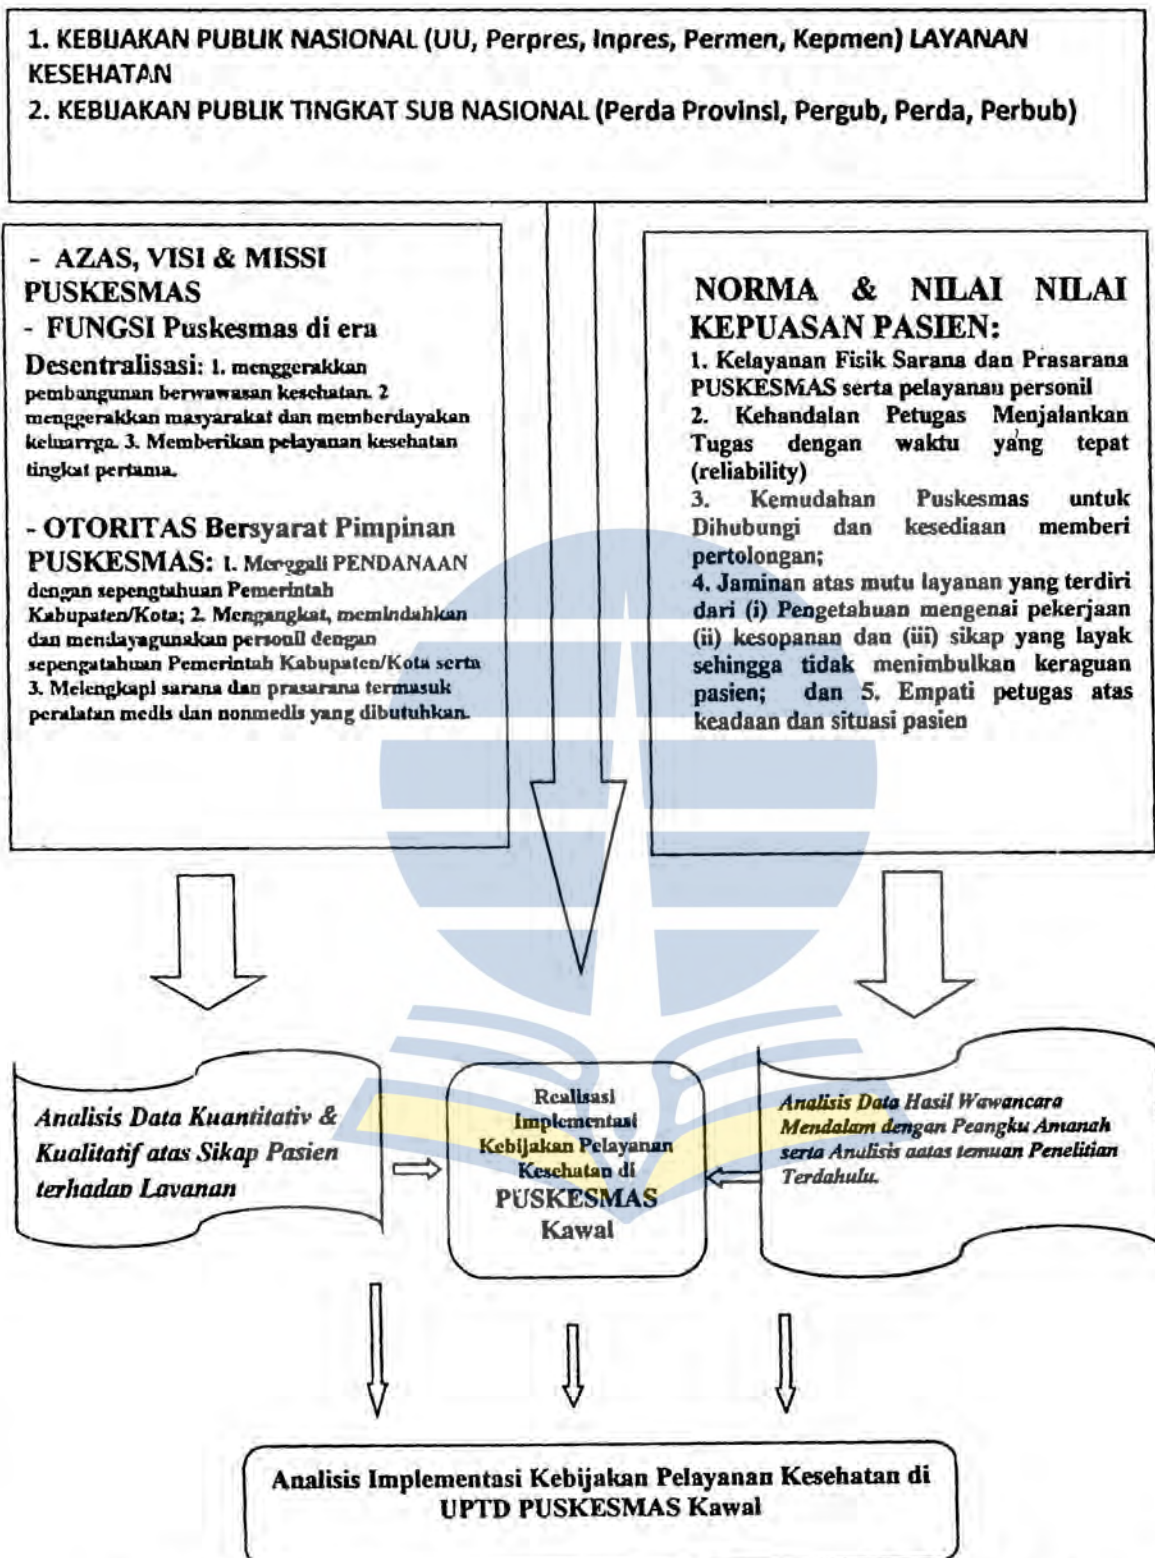 1. KEBIJAKAN PUBLIK NASIONAL (UU, Perpres, Inpres, Permen, Kepmen) LAYANAN
KESEHATAN
2. KEBIJAKAN PUBLIK TINGKAT SUB NASIONAL (Perda Provinsi, Pergub, Perda, Perbub)
- AZAS, VISI & MISSI
PUSKESMAS
- FUNGSI Puskesmas di era
Desentralisasi: 1. menggerakkan
pembangunan berwawasan kesehatan. 2
menggerakkan masyarakat dan memberdayakan
keluarrga. 3. Memberikan pelayanan kesehatan
tingkat pertama.
- OTORITAS Bersyarat Pimpinan
PUSKESMAS: 1. Menggali PENDANAAN
dengan sepengtahuan Pemerintah
Kabupaten/Kota; 2. Mengangkat, memindahkan
dan mendayagunakan personil dengan
sepengatahuan Pemerintah Kabupaten/Kota serta
3. Melengkapi sarana dan prasarana termasuk
peralatan medis dan nonmedis yang dibutuhkan.
NORMA & NILAI NILAI
KEPUASAN PASIEN:
1. Kelayanan Fisik Sarana dan Prasarana
PUSKESMAS serta pelayanan personil
2. Kehandalan Petugas Menjalankan
Tugas dengan waktu yang tepat
(reliability)
3. Kemudahan Puskesmas untuk
Dihubungi dan kesediaan memberi
pertolongan;
4. Jaminan atas mutu layanan yang terdiri
dari (i) Pengetahuan mengenai pekerjaan
(ii) kesopanan dan (iii) sikap yang layak
sehingga tidak menimbulkan keraguan
pasien; dan 5. Empati petugas atas
keadaan dan situasi pasien
Analisis Data Kuantitativ &
Kualitatif atas Sikap Pasien
terhadap Layanan
Realisasi
Implementasi
Kebijakan Pelayanan
Kesehatan di
PUSKESMAS
Kawal
Analisis Data Hasil Wawancara
Mendalam dengan Peangku Amanah
serta Analisis aatas temuan Penelitian
Terdahulu.
Analisis Implementasi Kebijakan Pelayanan Kesehatan di
UPTD PUSKESMAS Kawal